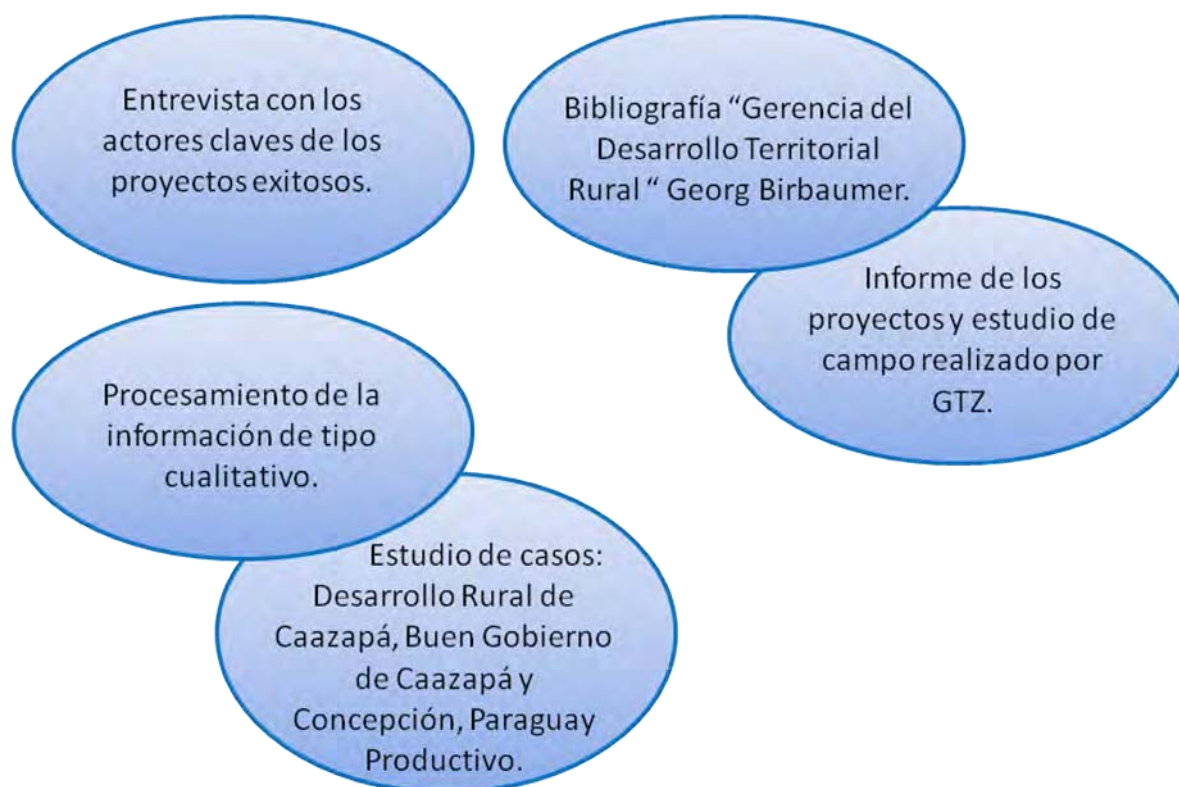 Entrevista con los
actores claves de los
proyectos exitosos.
Bibliografía “Gerencia del
Desarrollo Territorial
Rural “ Georg Birbaumer.
Informe de los
proyectos y estudio de
campo realizado por
GTZ.
Procesamiento de la
información de tipo
cualitativo.
Estudio de casos:
Desarrollo Rural de
Caazapá, Buen Gobierno
de Caazapá y
Concepción, Paraguay
Productivo.